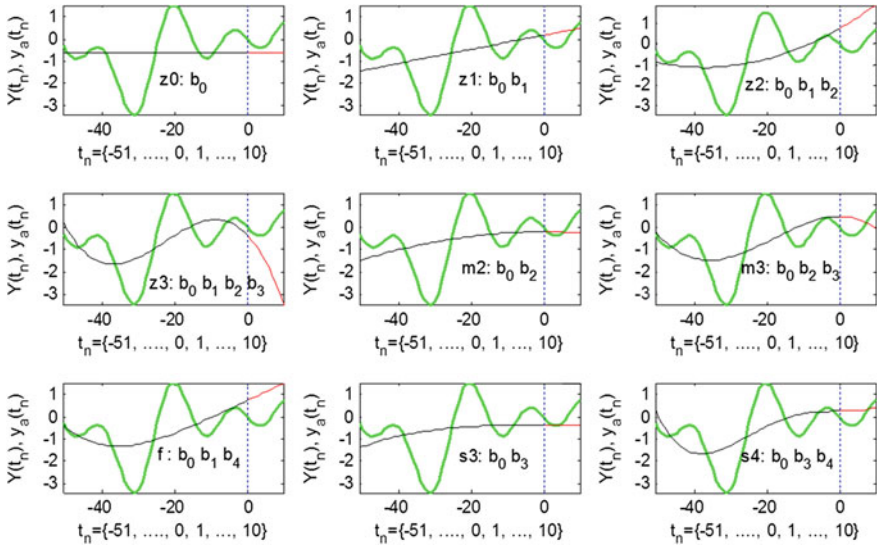 Y(t_n), y_a(t_n)
1
0
-1
-2
-3
z0: b_0
-40 -20 0
t_n={-51, ...., 0, 1, ..., 10}
Y(t_n), y_a(t_n)
1
0
-1
-2
-3
z1: b_0 b_1
-40 -20 0
t_n={-51, ...., 0, 1, ..., 10}
Y(t_n), y_a(t_n)
1
0
-1
-2
-3
z2: b_0 b_1 b_2
-40 -20 0
t_n={-51, ...., 0, 1, ..., 10}
Y(t_n), y_a(t_n)
1
0
-1
-2
-3
z3: b_0 b_1 b_2 b_3
-40 -20 0
t_n={-51, ...., 0, 1, ..., 10}
Y(t_n), y_a(t_n)
1
0
-1
-2
-3
m2: b_0 b_2
-40 -20 0
t_n={-51, ...., 0, 1, ..., 10}
Y(t_n), y_a(t_n)
1
0
-1
-2
-3
m3: b_0 b_2 b_3
-40 -20 0
t_n={-51, ...., 0, 1, ..., 10}
Y(t_n), y_a(t_n)
1
0
-1
-2
-3
f : b_0 b_1 b_4
-40 -20 0
t_n={-51, ...., 0, 1, ..., 10}
Y(t_n), y_a(t_n)
1
0
-1
-2
-3
s3: b_0 b_3
-40 -20 0
t_n={-51, ...., 0, 1, ..., 10}
Y(t_n), y_a(t_n)
1
0
-1
-2
-3
s4: b_0 b_3 b_4
-40 -20 0
t_n={-51, ...., 0, 1, ..., 10}